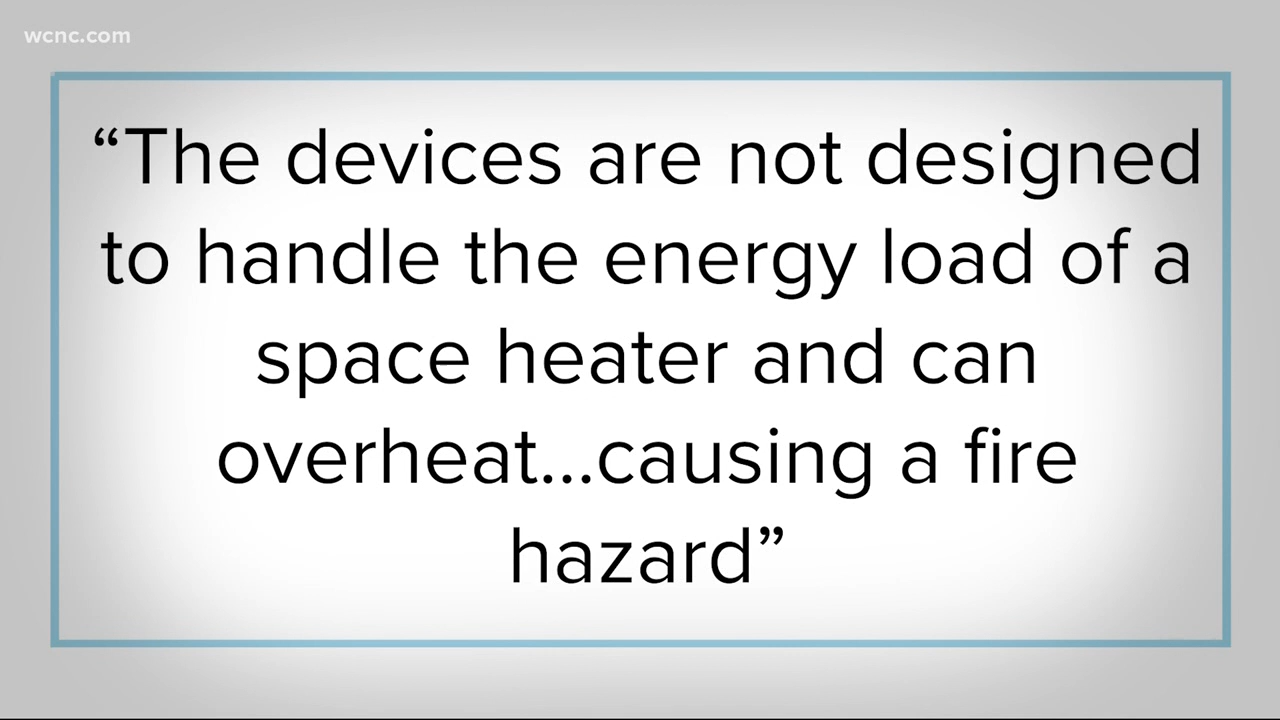 wcnc.com
“The devices are not designed
to handle the energy load of a
space heater and can
overheat...causing a fire
hazard”